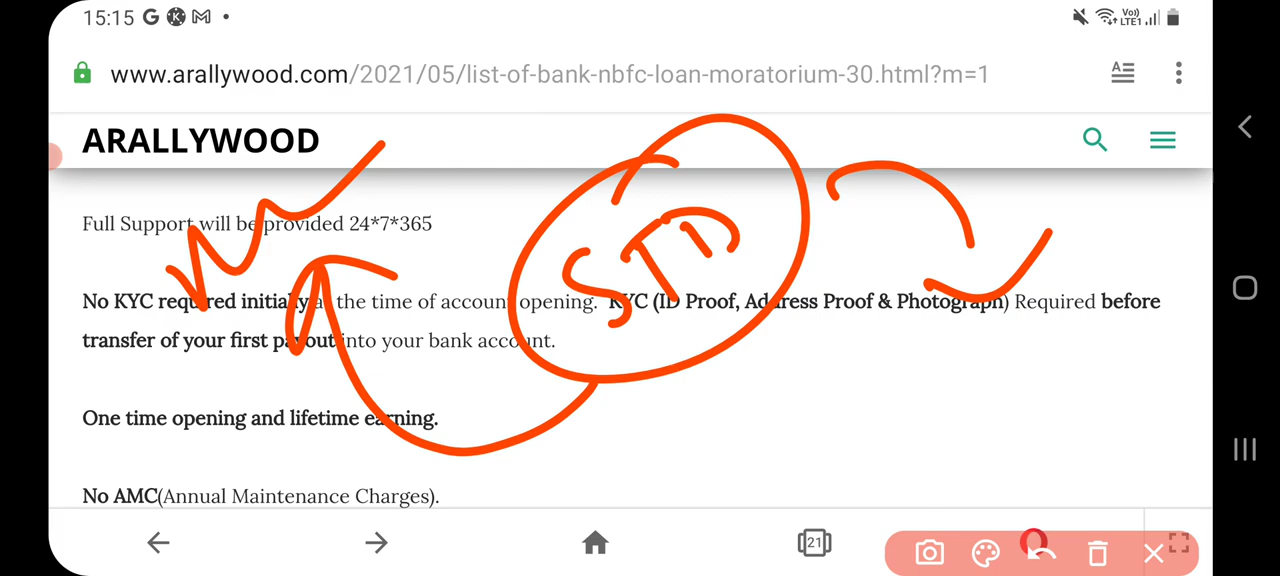 15:15 G K M
Vo) LTE1
www.arallywood.com/2021/05/list-of-bank-nbfc-loan-moratorium-30.html?m=1
ARALLYWOOD
Full Support will be provided 24*7*365
STD
No KYC required initially at the time of account opening. KYC (ID Proof, Address Proof & Photograph) Required before
transfer of your first payout into your bank account.
One time opening and lifetime earning.
No AMC(Annual Maintenance Charges).
21